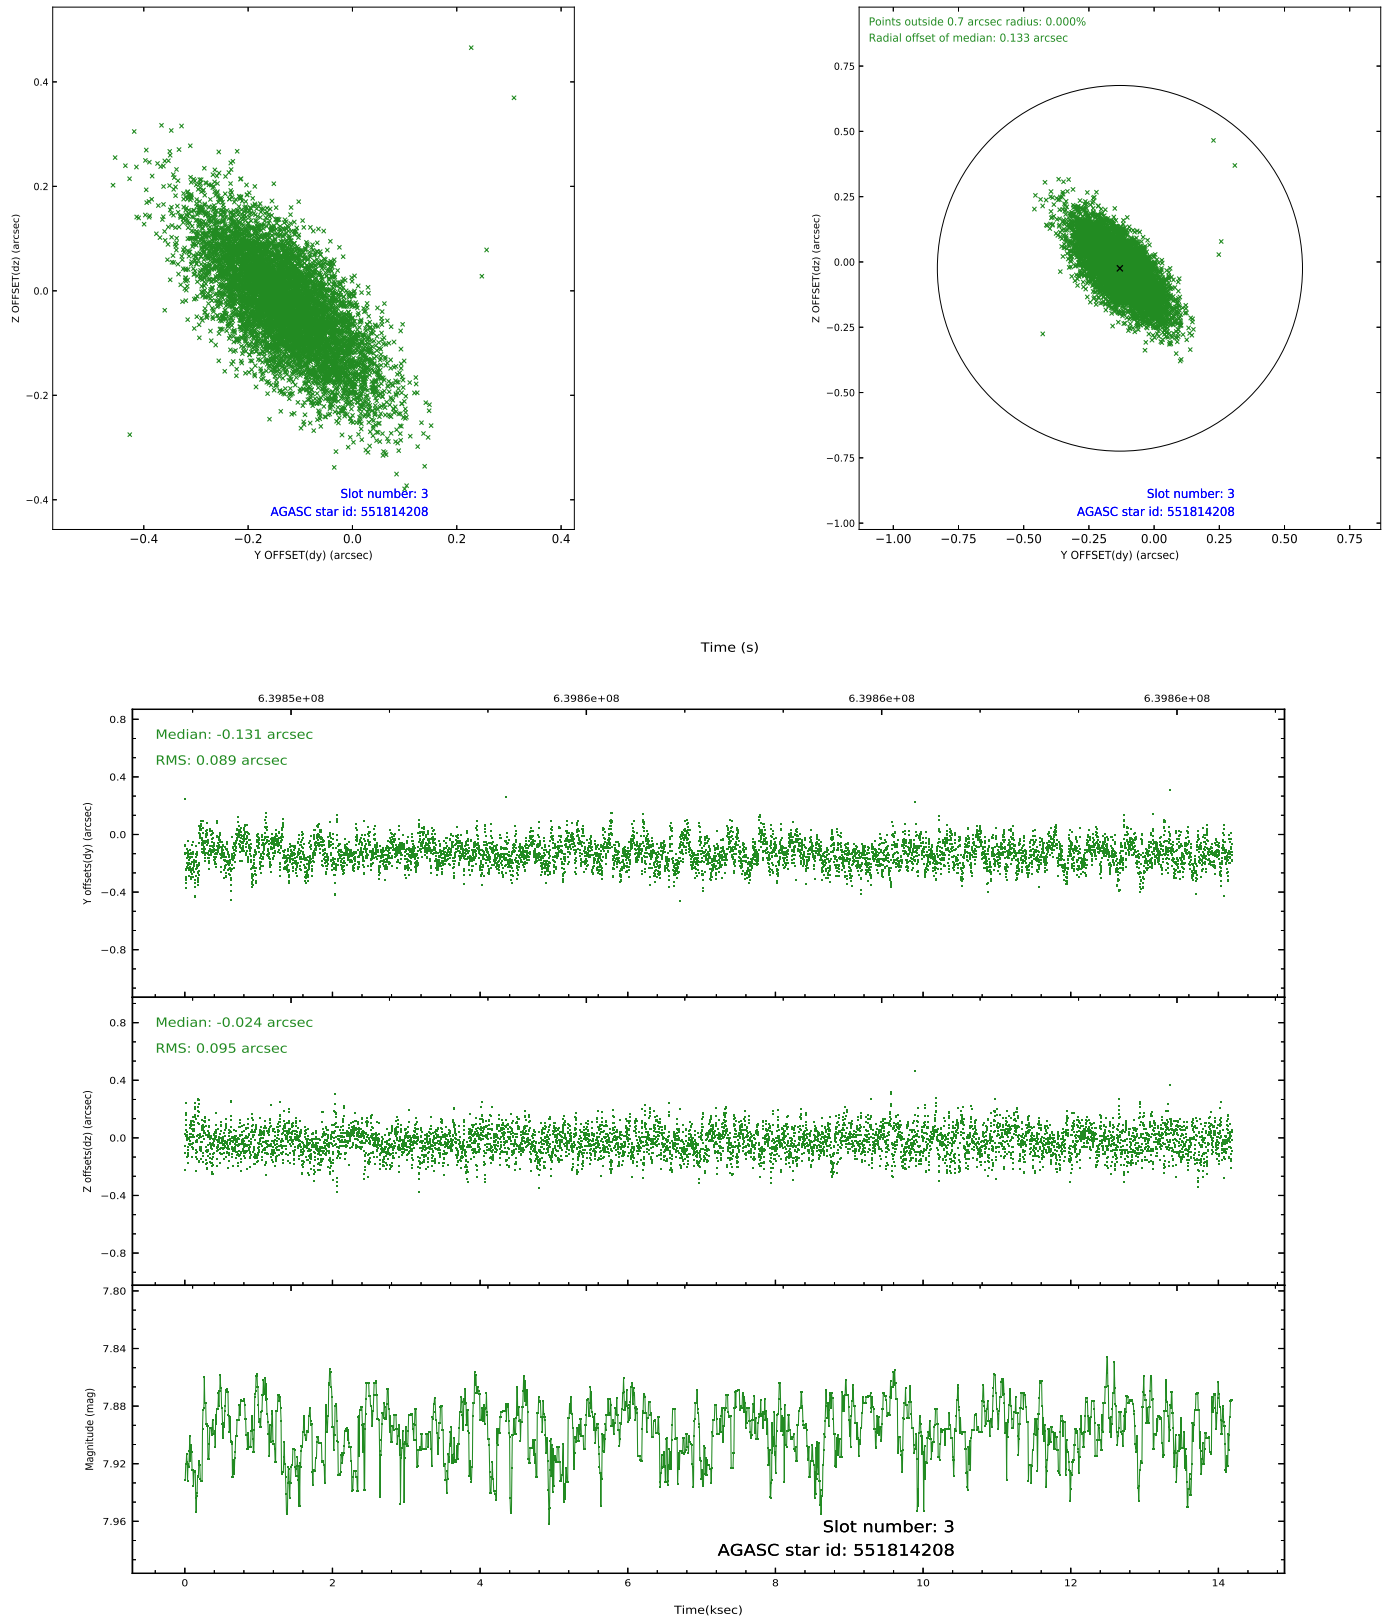 0.4
0.2
0.0
−0.2
−0.4
Z OFFSET(dz) (arcsec)
Slot number: 3
AGASC star id: 551814208
−0.4 −0.2 0.0 0.2 0.4
Y OFFSET(dy) (arcsec)
Points outside 0.7 arcsec radius: 0.000%
Radial offset of median: 0.133 arcsec
0.75
0.50
0.25
0.00
−0.25
−0.50
−0.75
−1.00
Z OFFSET(dz) (arcsec)
Slot number: 3
AGASC star id: 551814208
−1.00 −0.75 −0.50 −0.25 0.00 0.25 0.50 0.75
Y OFFSET(dy) (arcsec)
Time (s)
6.3985e+08 6.3986e+08 6.3986e+08 6.3986e+08
Median: -0.131 arcsec
RMS: 0.089 arcsec
0.8
0.4
0.0
−0.4
−0.8
Y offsets(dy) (arcsec)
Median: -0.024 arcsec
RMS: 0.095 arcsec
0.8
0.4
0.0
−0.4
−0.8
Z offsets(dz) (arcsec)
7.80
7.84
7.88
7.92
7.96
Magnitude (mag)
Slot number: 3
AGASC star id: 551814208
0 2 4 6 8 10 12 14
Time(ksec)